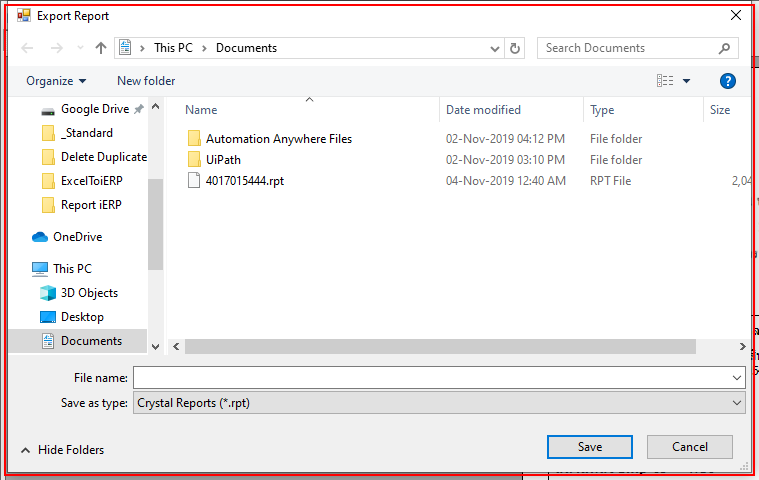 Export Report
This PC > Documents
Search Documents
Organize
New folder
Name
Date modified
Type
Size
Google Drive
_Standard
Delete Duplicate
ExcelToiERP
Report iERP
OneDrive
This PC
3D Objects
Desktop
Documents
Automation Anywhere Files 02-Nov-2019 04:12 PM File folder
UiPath 02-Nov-2019 03:10 PM File folder
4017015444.rpt 04-Nov-2019 12:40 AM RPT File 2,04
File name:
Save as type: Crystal Reports (*.rpt)
Hide Folders
Save
Cancel